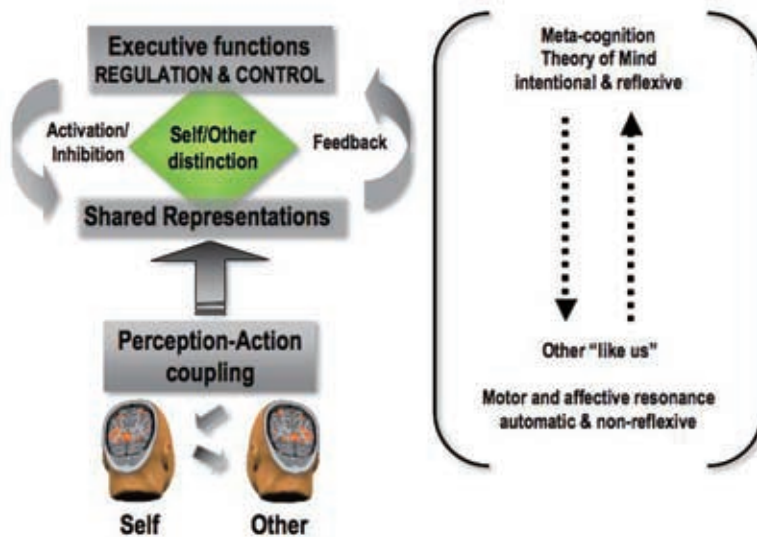 Executive functions
REGULATION & CONTROL
Activation/
Inhibition
Self/Other
distinction
Feedback
Shared Representations
Perception-Action
coupling
Self
Other
Meta-cognition
Theory of Mind
intentional & reflexive
Other “like us”
Motor and affective resonance
automatic & non-reflexive